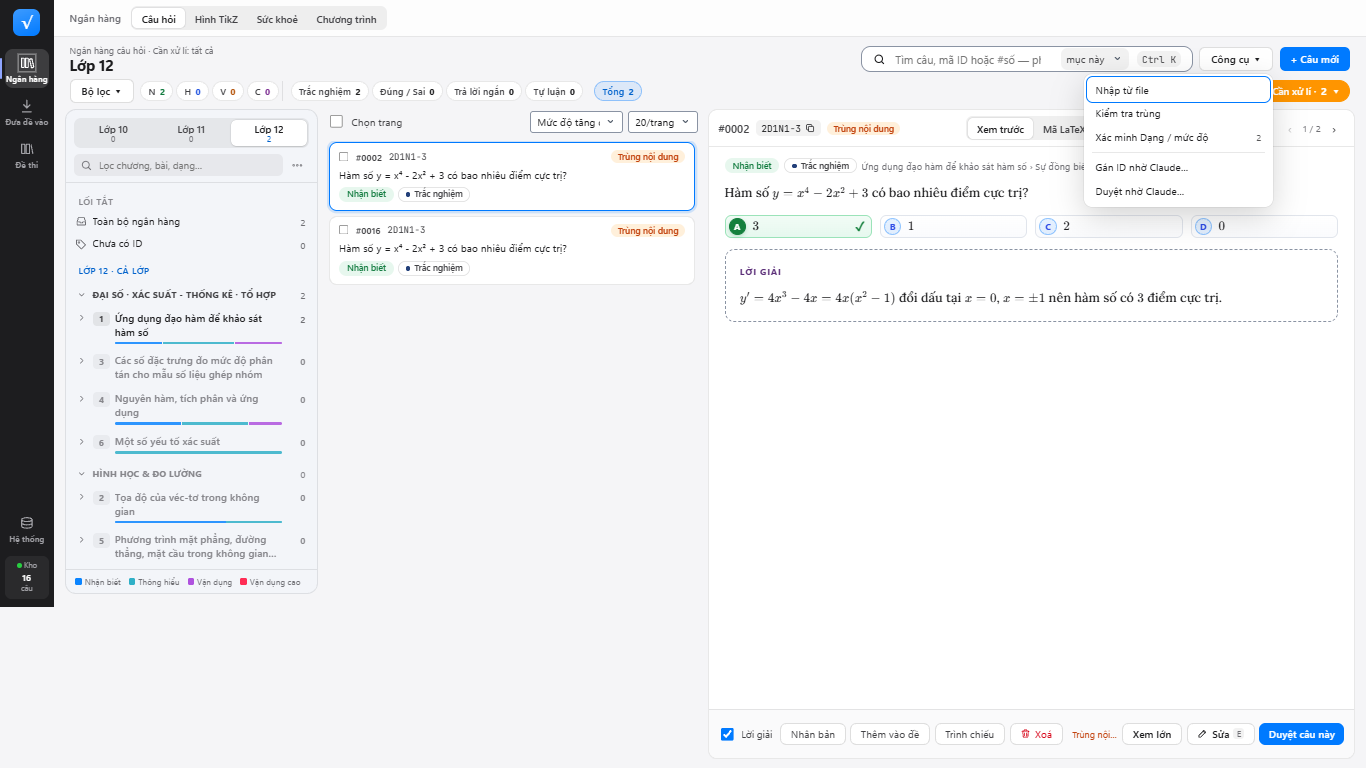 Ngân hàng
Câu hỏi
Hình TikZ
Sức khoẻ
Chương trình
Ngân hàng
Đưa đề vào
Đề thi
Hệ thống
Kho
16
câu
Ngân hàng câu hỏi · Cần xử lí: tất cả
Lớp 12
Tìm câu, mã ID hoặc #số — ph
mục này
Ctrl K
Công cụ
+ Câu mới
Bộ lọc
N 2
H 0
V 0
C 0
Trắc nghiệm 2
Đúng / Sai 0
Trả lời ngắn 0
Tự luận 0
Tổng 2
Cần xử lí · 2
Nhập từ file
Kiểm tra trùng
Xác minh Dạng / mức độ 2
Gán ID nhờ Claude...
Duyệt nhờ Claude...
Lớp 10
0
Lớp 11
0
Lớp 12
2
Lọc chương, bài, dạng...
LỐI TẮT
Toàn bộ ngân hàng 2
Chưa có ID 0
LỚP 12 · CẢ LỚP
ĐẠI SỐ · XÁC SUẤT - THỐNG KÊ · TỔ HỢP 2
1 Ứng dụng đạo hàm để khảo sát 2
hàm số
3 Các số đặc trưng đo mức độ phân 0
tán cho mẫu số liệu ghép nhóm
4 Nguyên hàm, tích phân và ứng 0
dụng
6 Một số yếu tố xác suất 0
HÌNH HỌC & ĐO LƯỜNG 0
2 Tọa độ của véc-tơ trong không 0
gian
5 Phương trình mặt phẳng, đường 0
thẳng, mặt cầu trong không gian...
Nhận biết
Thông hiểu
Vận dụng
Vận dụng cao
Chọn trang
Mức độ tăng
20/trang
#0002 2D1N1-3 Trùng nội dung
Hàm số y = x⁴ - 2x² + 3 có bao nhiêu điểm cực trị?
Nhận biết
Trắc nghiệm
#0016 2D1N1-3 Trùng nội dung
Hàm số y = x⁴ - 2x² + 3 có bao nhiêu điểm cực trị?
Nhận biết
Trắc nghiệm
#0002 2D1N1-3 Trùng nội dung
Xem trước
Mã LaTeX
1 / 2
Nhận biết
Trắc nghiệm
Ứng dụng đạo hàm để khảo sát hàm số › Sự đồng biế
Hàm số y = x⁴ − 2x² + 3 có bao nhiêu điểm cực trị?
A 3
B 1
C 2
D 0
LỜI GIẢI
y′ = 4x³ − 4x = 4x(x² − 1) đổi dấu tại x = 0, x = ±1 nên hàm số có 3 điểm cực trị.
Lời giải
Nhân bản
Thêm vào đề
Trình chiếu
Xoá
Trùng nội...
Xem lớn
Sửa E
Duyệt câu này